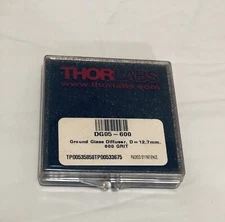 THORLABS
www.thorlabs.com
DG05-600
Ground Glass Diffuser, D=12.7mm,
600 GRIT